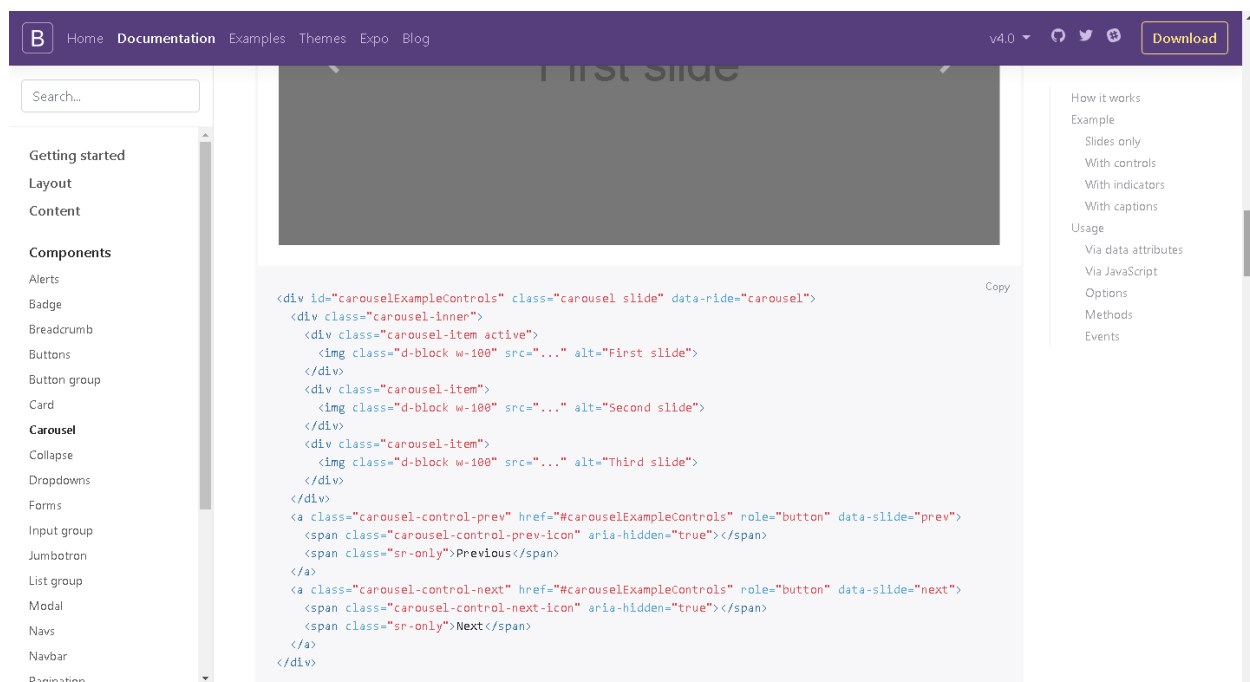 B Home Documentation Examples Themes Expo Blog v4.0 Download
Search...
Getting started
Layout
Content
Components
Alerts
Badge
Breadcrumb
Buttons
Button group
Card
Carousel
Collapse
Dropdowns
Forms
Input group
Jumbotron
List group
Modal
Navs
Navbar
Pagination
First slide
Copy
<div id="carouselExampleControls" class="carousel slide" data-ride="carousel">
  <div class="carousel-inner">
    <div class="carousel-item active">
      <img class="d-block w-100" src="..." alt="First slide">
    </div>
    <div class="carousel-item">
      <img class="d-block w-100" src="..." alt="Second slide">
    </div>
    <div class="carousel-item">
      <img class="d-block w-100" src="..." alt="Third slide">
    </div>
  </div>
  <a class="carousel-control-prev" href="#carouselExampleControls" role="button" data-slide="prev">
    <span class="carousel-control-prev-icon" aria-hidden="true"></span>
    <span class="sr-only">Previous</span>
  </a>
  <a class="carousel-control-next" href="#carouselExampleControls" role="button" data-slide="next">
    <span class="carousel-control-next-icon" aria-hidden="true"></span>
    <span class="sr-only">Next</span>
  </a>
</div>
How it works
Example
Slides only
With controls
With indicators
With captions
Usage
Via data attributes
Via JavaScript
Options
Methods
Events